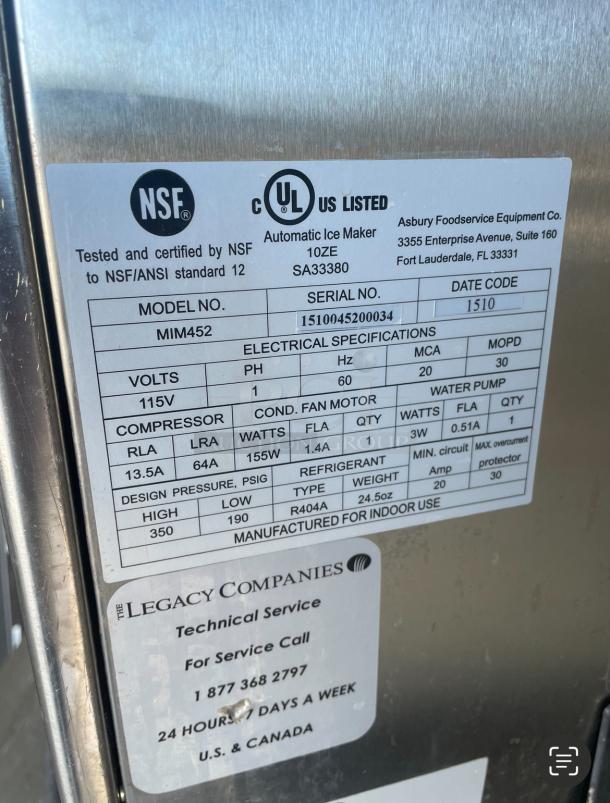 NSF®
C UL® US LISTED
Automatic Ice Maker
10ZE
SA33380
Tested and certified by NSF
to NSF/ANSI standard 12
Asbury Foodservice Equipment Co.
3355 Enterprise Avenue, Suite 160
Fort Lauderdale, FL 33331
MODEL NO. SERIAL NO. DATE CODE
MIM452 1510045200034 1510
ELECTRICAL SPECIFICATIONS
VOLTS PH Hz MCA MOPD
115V 1 60 20 30
COMPRESSOR COND. FAN MOTOR WATER PUMP
RLA LRA WATTS FLA QTY WATTS FLA QTY
13.5A 64A 155W 1.4A 1 3W 0.51A 1
DESIGN PRESSURE, PSIG REFRIGERANT MIN. circuit Amp MAX. overcurrent protector
HIGH LOW TYPE WEIGHT
350 190 R404A 24.5oz 20 30
MANUFACTURED FOR INDOOR USE
THE LEGACY COMPANIES
Technical Service
For Service Call
1 877 368 2797
24 HOURS, 7 DAYS A WEEK
U.S. & CANADA